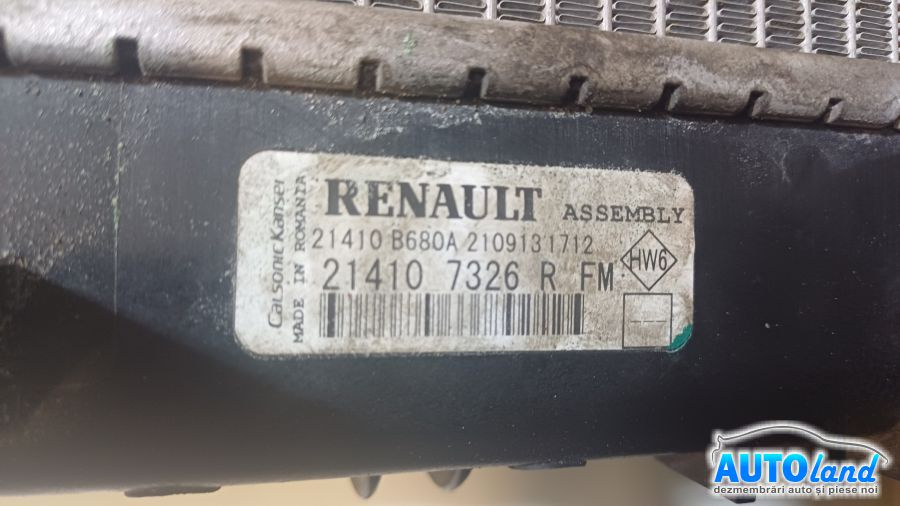 RENAULT ASSEMBLY
21410 B680A 2109131712
21410 7326 R FM
HW6
Calsonic Kansei
MADE IN ROMANIA
AUTOland
dezmembrări auto și piese noi